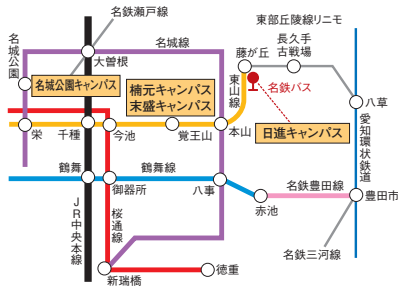 名鉄瀬戸線
東部丘陵線リニモ
名城公園
大曽根
名城線
藤が丘
長久手
古戦場
名城公園キャンパス
楠元キャンパス
末盛キャンパス
東山線
名鉄バス
八草
栄
千種
今池
覚王山
本山
日進キャンパス
愛知環状鉄道
鶴舞
鶴舞線
御器所
八事
名鉄豊田線
豊田市
赤池
JR中央本線
桜通線
名鉄三河線
新瑞橋
徳重